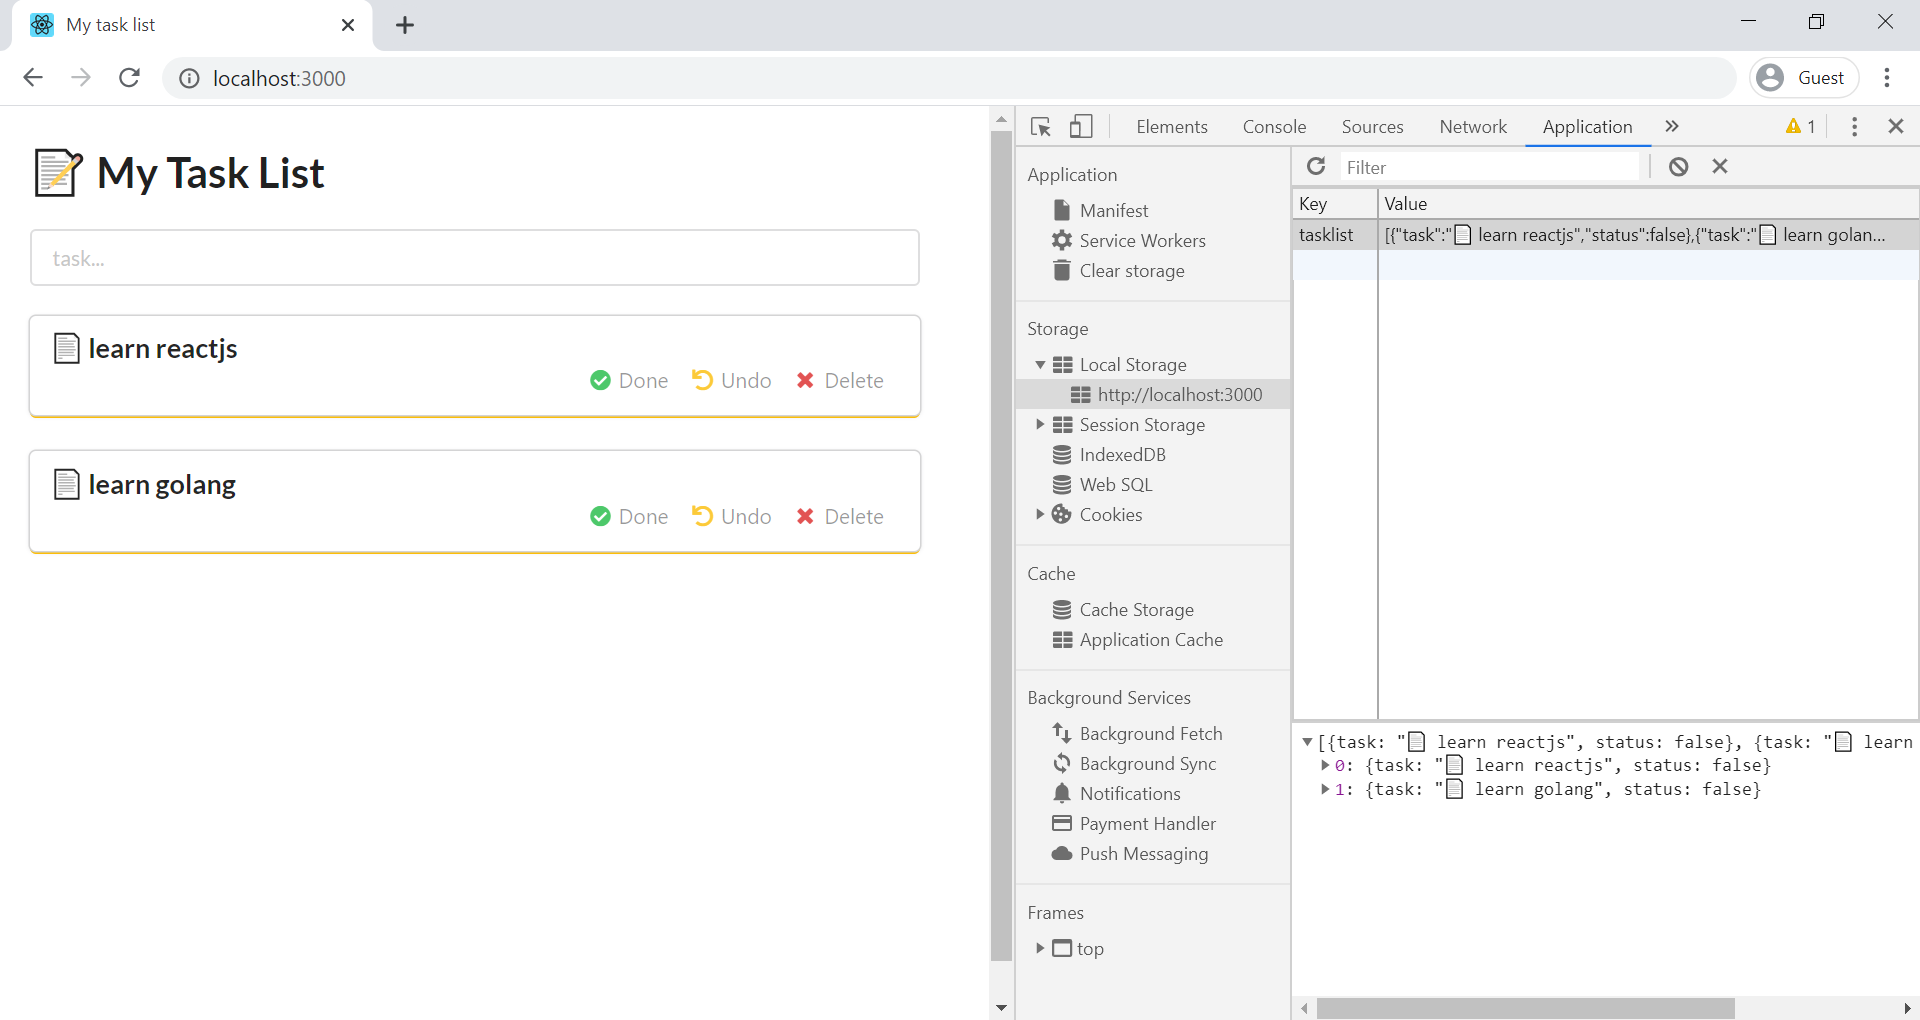 My task list
localhost:3000
Guest
My Task List
task...
learn reactjs
Done Undo Delete
learn golang
Done Undo Delete
Elements Console Sources Network Application 1
Application
Manifest
Service Workers
Clear storage
Storage
Local Storage
http://localhost:3000
Session Storage
IndexedDB
Web SQL
Cookies
Cache
Cache Storage
Application Cache
Background Services
Background Fetch
Background Sync
Notifications
Payment Handler
Push Messaging
Frames
top
Filter
Key Value
tasklist [{"task":"📄 learn reactjs","status":false},{"task":"📄 learn golan...
[{task: "📄 learn reactjs", status: false}, {task: "📄 learn
0: {task: "📄 learn reactjs", status: false}
1: {task: "📄 learn golang", status: false}